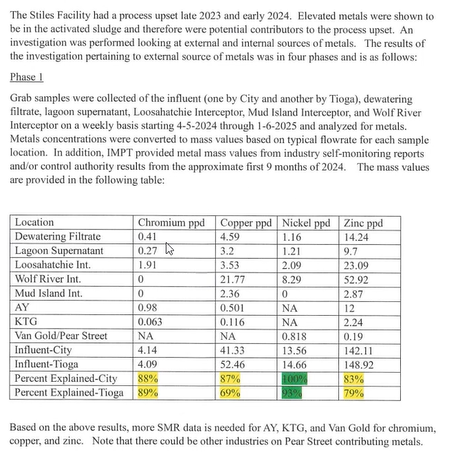 The Stiles Facility had a process upset late 2023 and early 2024. Elevated metals were shown to
be in the activated sludge and therefore were potential contributors to the process upset. An
investigation was performed looking at external and internal sources of metals. The results of
the investigation pertaining to external source of metals was in four phases and is as follows:
Phase 1
Grab samples were collected of the influent (one by City and another by Tioga), dewatering
filtrate, lagoon supernatant, Loosahatchie Interceptor, Mud Island Interceptor, and Wolf River
Interceptor on a weekly basis starting 4-5-2024 through 1-6-2025 and analyzed for metals.
Metals concentrations were converted to mass values based on typical flowrate for each sample
location. In addition, IMPT provided metal mass values from industry self-monitoring reports
and/or control authority results from the approximate first 9 months of 2024. The mass values
are provided in the following table:
Location Chromium ppd Copper ppd Nickel ppd Zinc ppd
Dewatering Filtrate 0.41 4.59 1.16 14.24
Lagoon Supernatant 0.27 3.2 1.21 9.7
Loosahatchie Int. 1.91 3.53 2.09 23.09
Wolf River Int. 0 21.77 8.29 52.92
Mud Island Int. 0 2.36 0 2.87
AY 0.98 0.501 NA 12
KTG 0.063 0.116 NA 2.24
Van Gold/Pear Street NA NA 0.818 0.19
Influent-City 4.14 41.33 13.56 142.11
Influent-Tioga 4.09 52.46 14.66 148.92
Percent Explained-City 88% 87% 100% 83%
Percent Explained-Tioga 89% 69% 93% 79%
Based on the above results, more SMR data is needed for AY, KTG, and Van Gold for chromium,
copper, and zinc. Note that there could be other industries on Pear Street contributing metals.